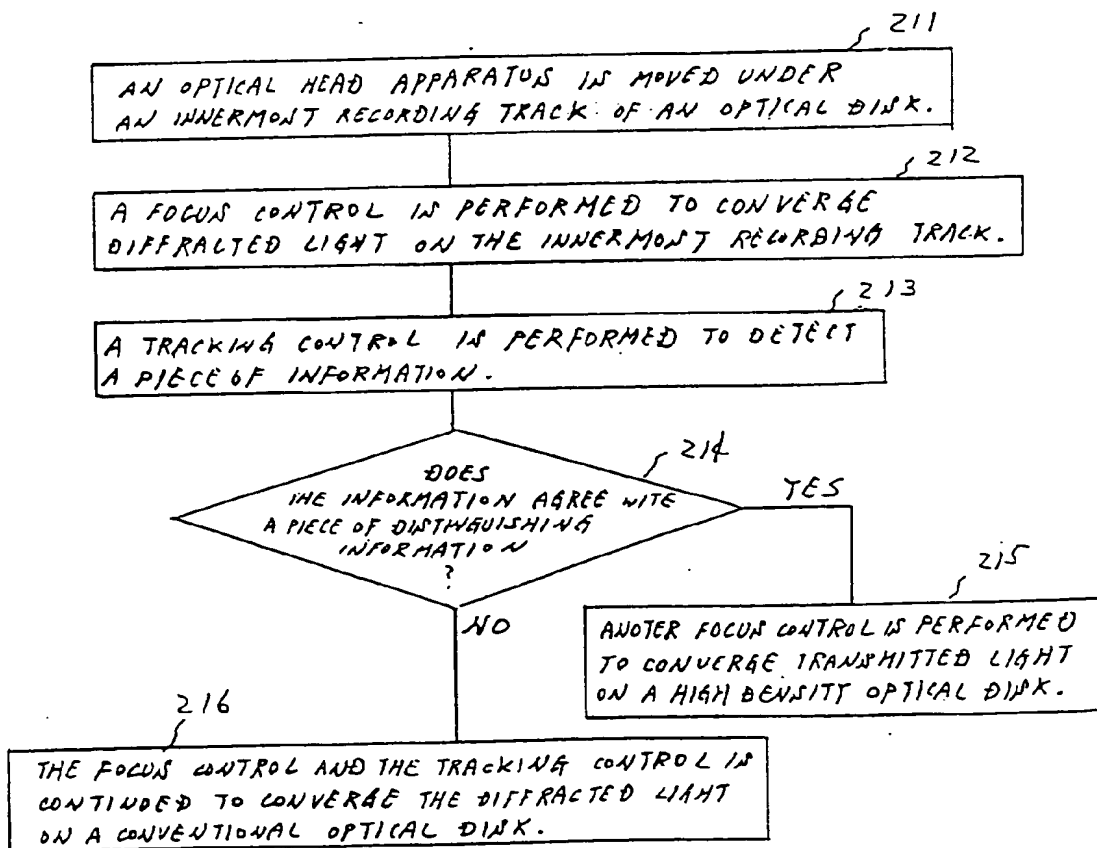 211
AN OPTICAL HEAD APPARATUS IS MOVED UNDER
AN INNERMOST RECORDING TRACK OF AN OPTICAL DISK.
212
A FOCUS CONTROL IS PERFORMED TO CONVERGE
DIFFRACTED LIGHT ON THE INNERMOST RECORDING TRACK.
213
A TRACKING CONTROL IS PERFORMED TO DETECT
A PIECE OF INFORMATION.
214
DOES
THE INFORMATION AGREE WITE
A PIECE OF DISTINGUISHING
INFORMATION
?
YES
NO
215
ANOTER FOCUS CONTROL IS PERFORMED
TO CONVERGE TRANSMITTED LIGHT
ON A HIGH DENSITT OPTICAL DISK.
216
THE FOCUS CONTROL AND THE TRACKING CONTROL IS
CONTINDED TO CONVERGE THE DIFFRACTED LIGHT
ON A CONVENTIONAL OPTICAL DISK.